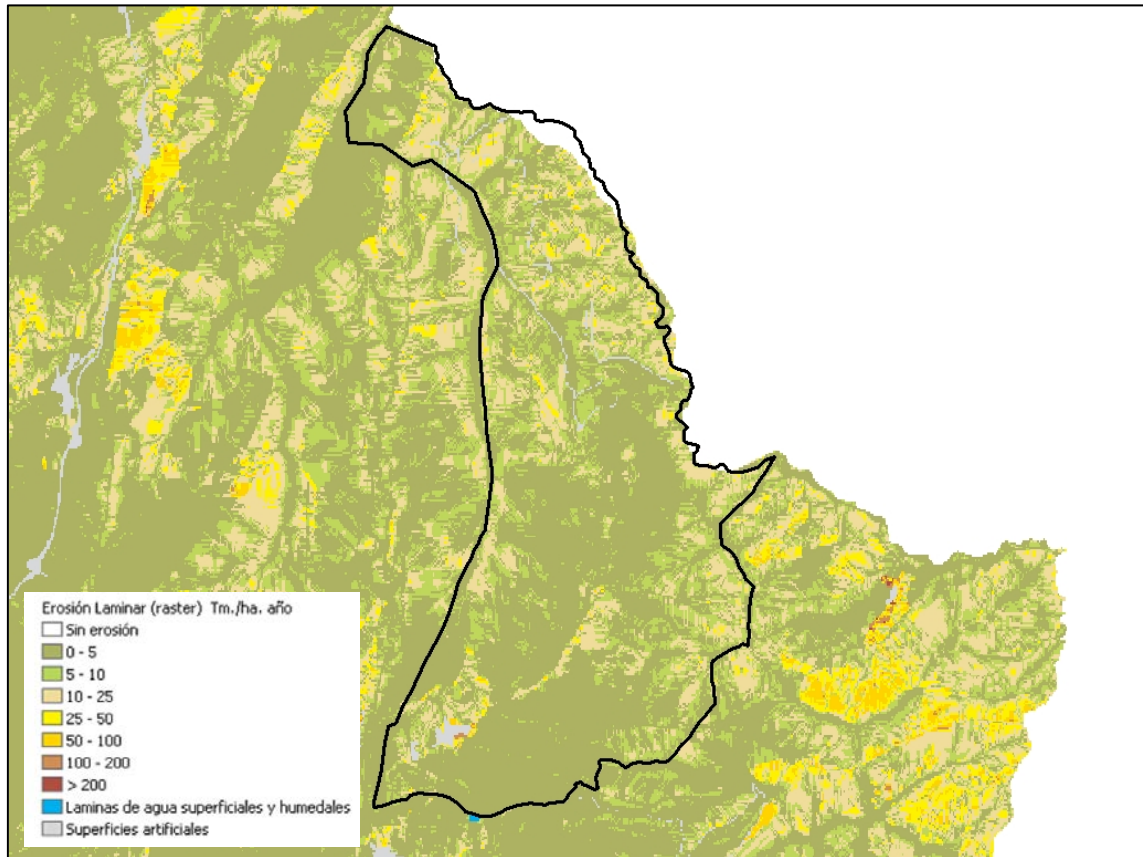 Erosión Laminar (raster) Tm./ha. año
Sin erosión
0 - 5
5 - 10
10 - 25
25 - 50
50 - 100
100 - 200
> 200
Laminas de agua superficiales y humedales
Superficies artificiales